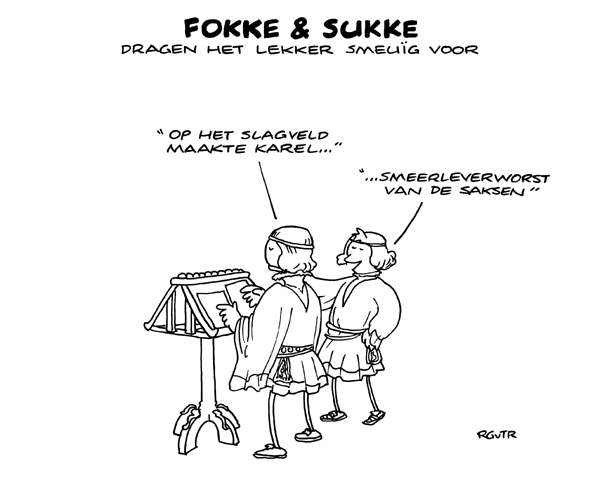 FOKKE & SUKKE
DRAGEN HET LEKKER SMEUÏG VOOR
"OP HET SLAGVELD
MAAKTE KAREL..."
"...SMEERLEVERWORST
VAN DE SAKSEN"
RGVTR